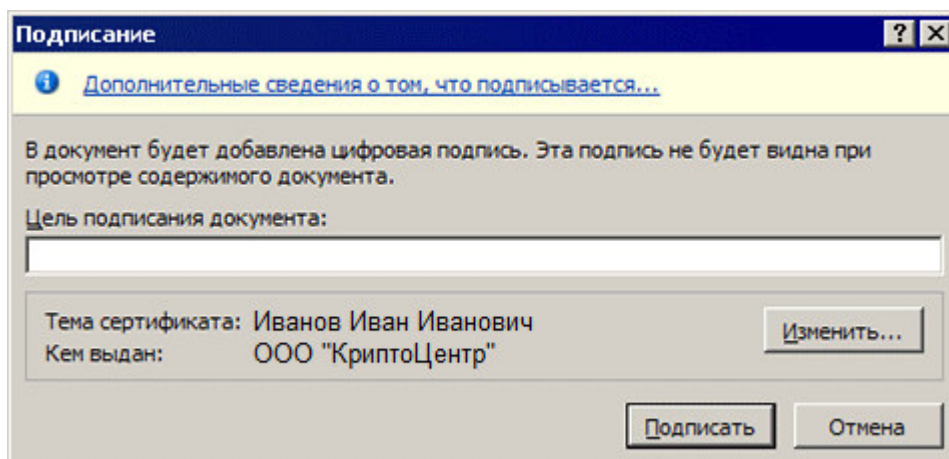 Подписание
Дополнительные сведения о том, что подписывается...
В документ будет добавлена цифровая подпись. Эта подпись не будет видна при
просмотре содержимого документа.
Цель подписания документа:
Тема сертификата: Иванов Иван Иванович
Кем выдан: ООО "КриптоЦентр"
Изменить...
Подписать Отмена